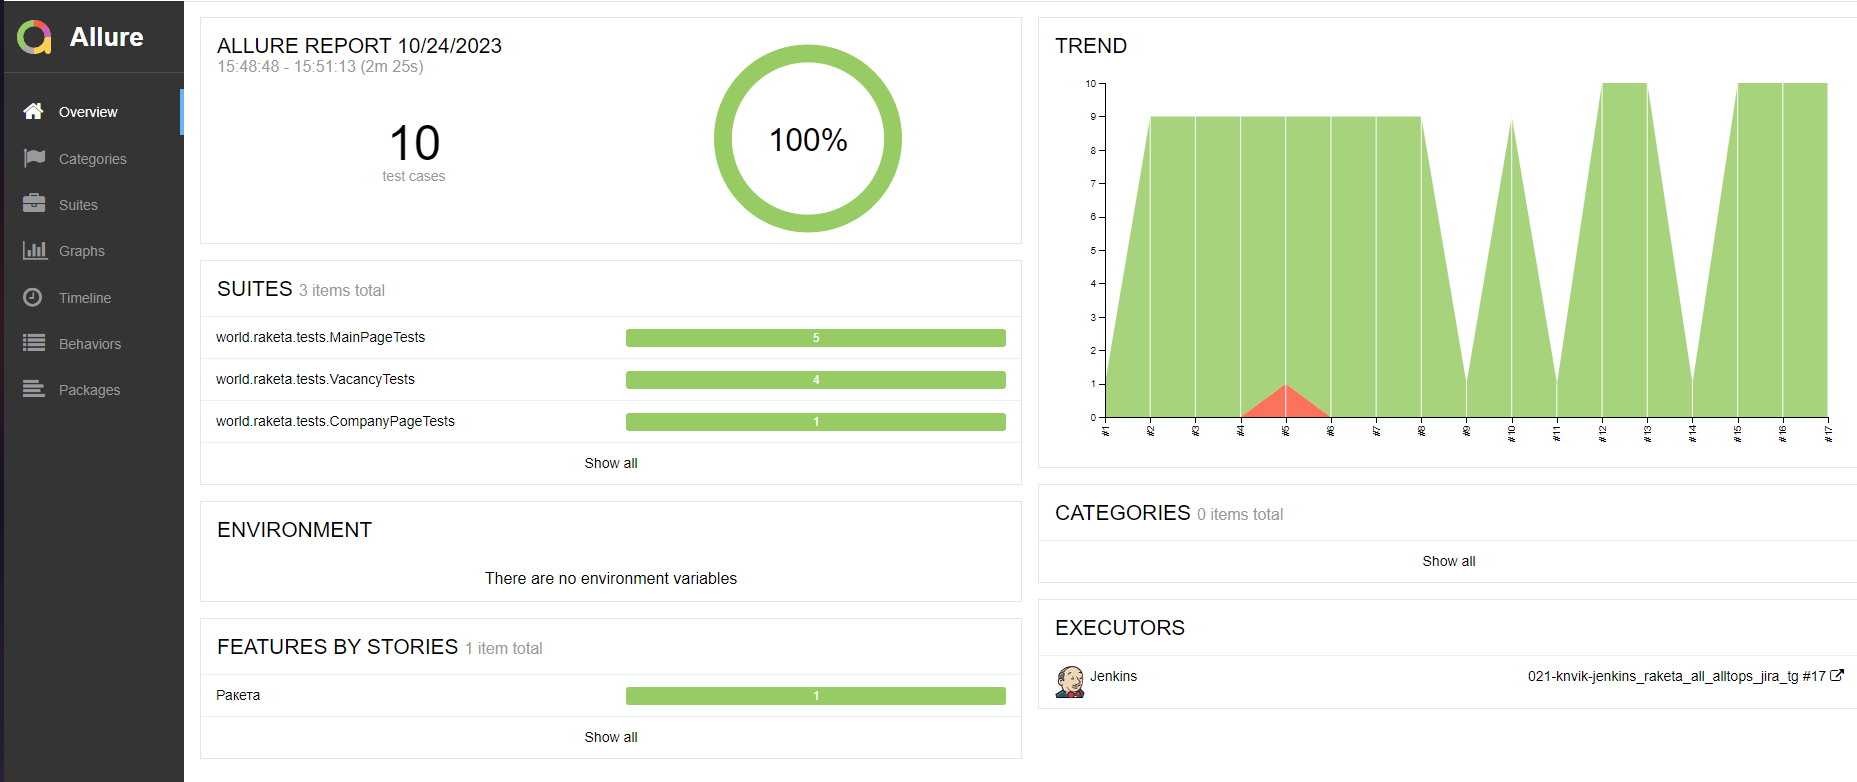 Allure
Overview
Categories
Suites
Graphs
Timeline
Behaviors
Packages
ALLURE REPORT 10/24/2023
15:48:48 - 15:51:13 (2m 25s)
10
test cases
100%
SUITES 3 items total
world.raketa.tests.MainPageTests 5
world.raketa.tests.VacancyTests 4
world.raketa.tests.CompanyPageTests 1
Show all
ENVIRONMENT
There are no environment variables
FEATURES BY STORIES 1 item total
Ракета 1
Show all
TREND
10
9
8
7
6
5
4
3
2
1
0
#1 #2 #3 #4 #5 #6 #7 #8 #9 #10 #11 #12 #13 #14 #15 #16 #17
CATEGORIES 0 items total
Show all
EXECUTORS
Jenkins 021-knvik-jenkins_raketa_all_alltops_jira_tg #17